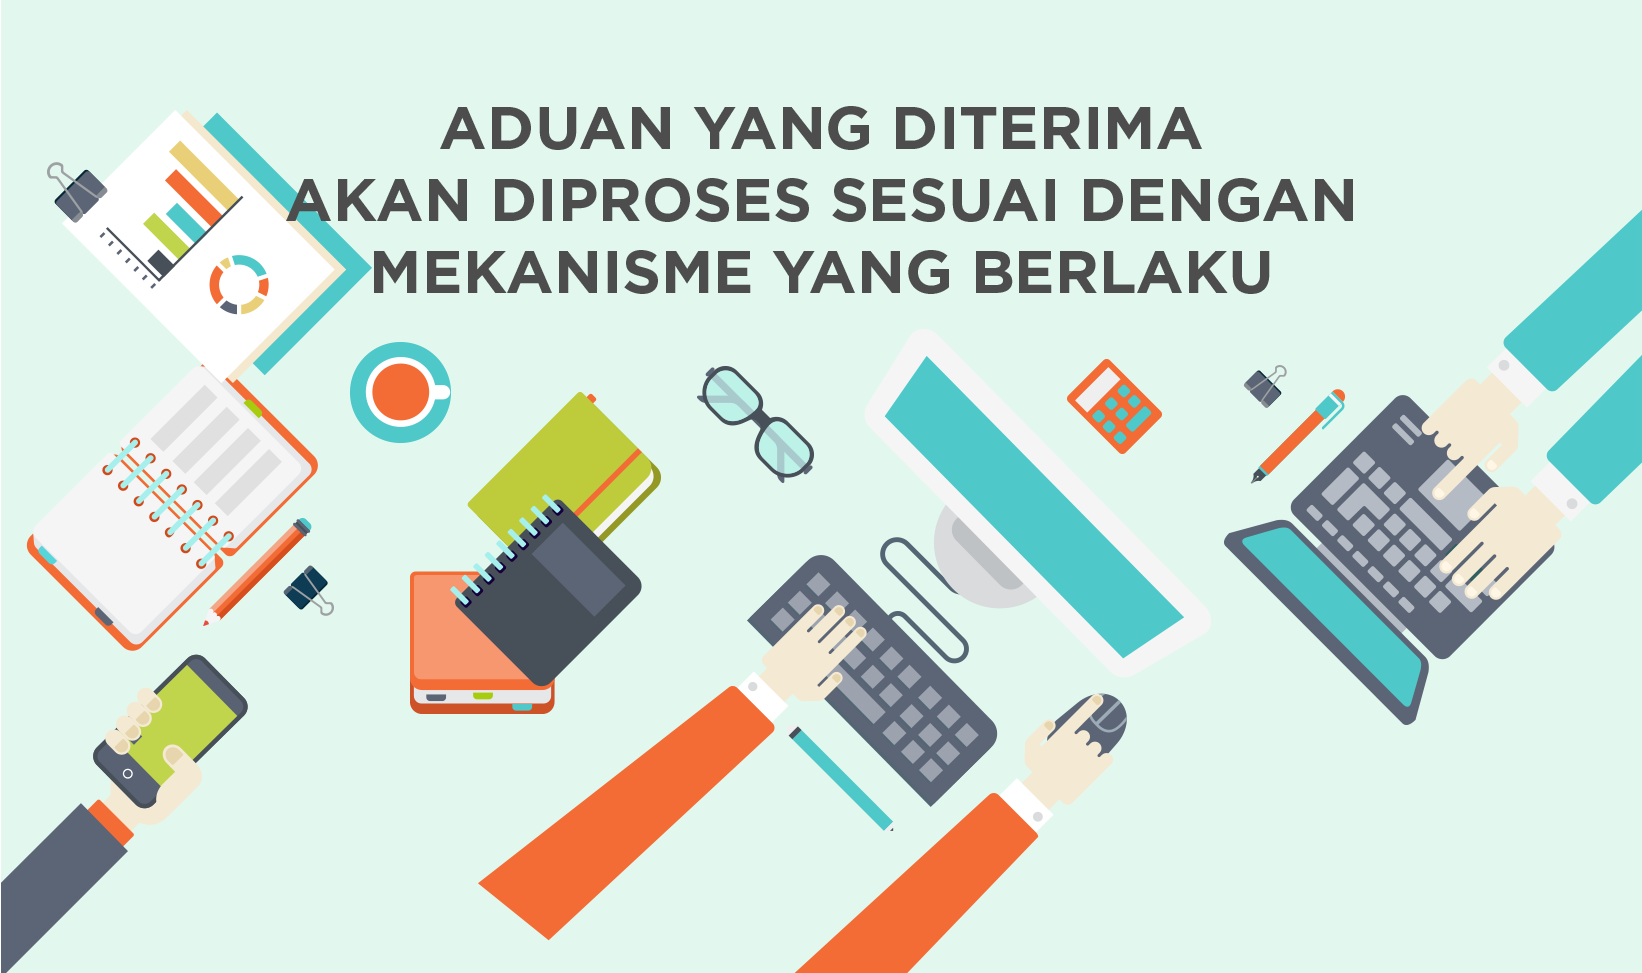 ADUAN YANG DITERIMA
AKAN DIPROSES SESUAI DENGAN
MEKANISME YANG BERLAKU